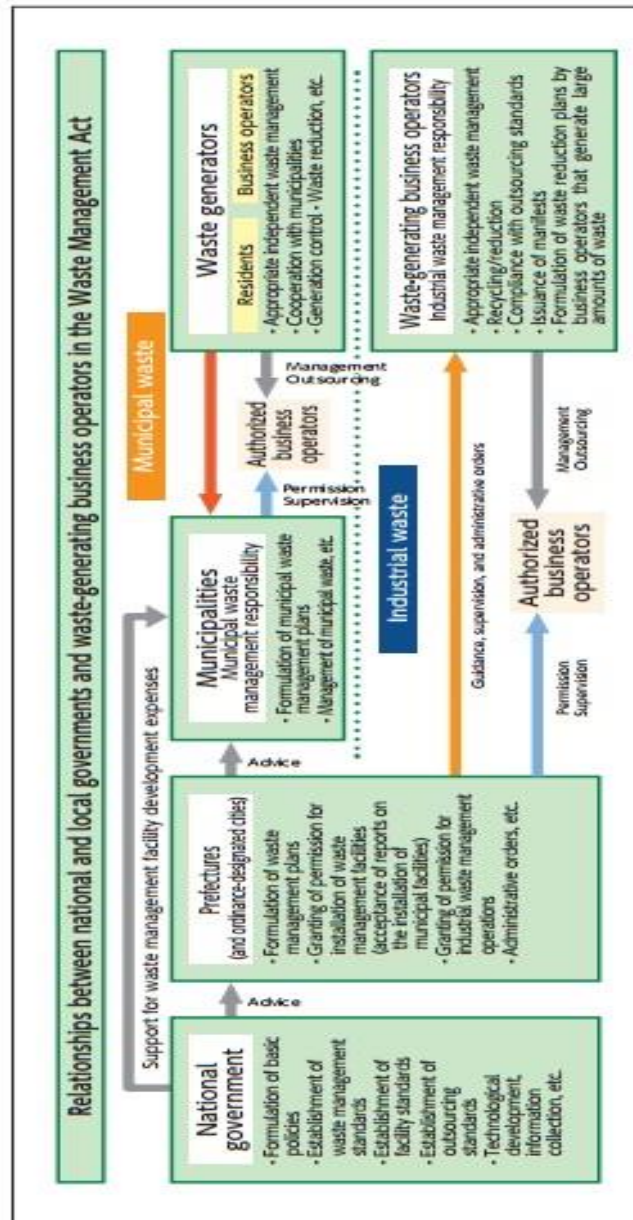 Relationships between national and local governments and waste-generating business operators in the Waste Management Act
Support for waste management facility development expenses
National
government
• Formulation of basic
policies
• Establishment of
waste management
standards
• Establishment of
facility standards
• Establishment of
outsourcing
standards
• Technological
development,
information
collection, etc.
Advice
Prefectures
(and ordinance-designated cities)
• Formulation of waste
management plans
• Granting of permission for
installation of waste
management facilities
(acceptance of reports on
the installation of
municipal facilities)
• Granting of permission for
industrial waste management
operations
• Administrative orders, etc.
Advice
Municipalities
Municipal waste
management responsibility
• Formulation of municipal waste
management plans
• Management of municipal waste, etc.
Municipal waste
Permission
Supervision
Authorized
business
operators
Management
Outsourcing
Waste generators
Residents
Business operators
• Appropriate independent waste management
• Cooperation with municipalities
• Generation control - Waste reduction, etc.
Industrial waste
Guidance, supervision, and administrative orders
Permission
Supervision
Authorized
business
operators
Management
Outsourcing
Waste-generating business operators
Industrial waste management responsibility
• Appropriate independent waste management
• Recycling/reduction
• Compliance with outsourcing standards
• Issuance of manifests
• Formulation of waste reduction plans by
business operators that generate large
amounts of waste